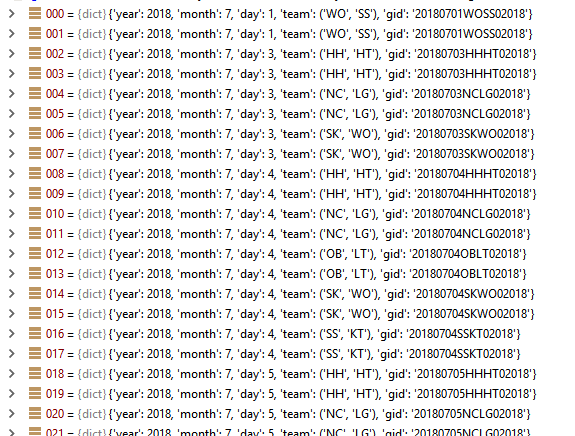 000 = {dict} {'year': 2018, 'month': 7, 'day': 1, 'team': ('WO', 'SS'), 'gid': '20180701WOSS02018'}
001 = {dict} {'year': 2018, 'month': 7, 'day': 1, 'team': ('WO', 'SS'), 'gid': '20180701WOSS02018'}
002 = {dict} {'year': 2018, 'month': 7, 'day': 3, 'team': ('HH', 'HT'), 'gid': '20180703HHHT02018'}
003 = {dict} {'year': 2018, 'month': 7, 'day': 3, 'team': ('HH', 'HT'), 'gid': '20180703HHHT02018'}
004 = {dict} {'year': 2018, 'month': 7, 'day': 3, 'team': ('NC', 'LG'), 'gid': '20180703NCLG02018'}
005 = {dict} {'year': 2018, 'month': 7, 'day': 3, 'team': ('NC', 'LG'), 'gid': '20180703NCLG02018'}
006 = {dict} {'year': 2018, 'month': 7, 'day': 3, 'team': ('SK', 'WO'), 'gid': '20180703SKWO02018'}
007 = {dict} {'year': 2018, 'month': 7, 'day': 3, 'team': ('SK', 'WO'), 'gid': '20180703SKWO02018'}
008 = {dict} {'year': 2018, 'month': 7, 'day': 4, 'team': ('HH', 'HT'), 'gid': '20180704HHHT02018'}
009 = {dict} {'year': 2018, 'month': 7, 'day': 4, 'team': ('HH', 'HT'), 'gid': '20180704HHHT02018'}
010 = {dict} {'year': 2018, 'month': 7, 'day': 4, 'team': ('NC', 'LG'), 'gid': '20180704NCLG02018'}
011 = {dict} {'year': 2018, 'month': 7, 'day': 4, 'team': ('NC', 'LG'), 'gid': '20180704NCLG02018'}
012 = {dict} {'year': 2018, 'month': 7, 'day': 4, 'team': ('OB', 'LT'), 'gid': '20180704OBLT02018'}
013 = {dict} {'year': 2018, 'month': 7, 'day': 4, 'team': ('OB', 'LT'), 'gid': '20180704OBLT02018'}
014 = {dict} {'year': 2018, 'month': 7, 'day': 4, 'team': ('SK', 'WO'), 'gid': '20180704SKWO02018'}
015 = {dict} {'year': 2018, 'month': 7, 'day': 4, 'team': ('SK', 'WO'), 'gid': '20180704SKWO02018'}
016 = {dict} {'year': 2018, 'month': 7, 'day': 4, 'team': ('SS', 'KT'), 'gid': '20180704SSKT02018'}
017 = {dict} {'year': 2018, 'month': 7, 'day': 4, 'team': ('SS', 'KT'), 'gid': '20180704SSKT02018'}
018 = {dict} {'year': 2018, 'month': 7, 'day': 5, 'team': ('HH', 'HT'), 'gid': '20180705HHHT02018'}
019 = {dict} {'year': 2018, 'month': 7, 'day': 5, 'team': ('HH', 'HT'), 'gid': '20180705HHHT02018'}
020 = {dict} {'year': 2018, 'month': 7, 'day': 5, 'team': ('NC', 'LG'), 'gid': '20180705NCLG02018'}
021 = {dict} {'year': 2018, 'month': 7, 'day': 5, 'team': ('NC', 'LG'), 'gid': '20180705NCLG02018'}